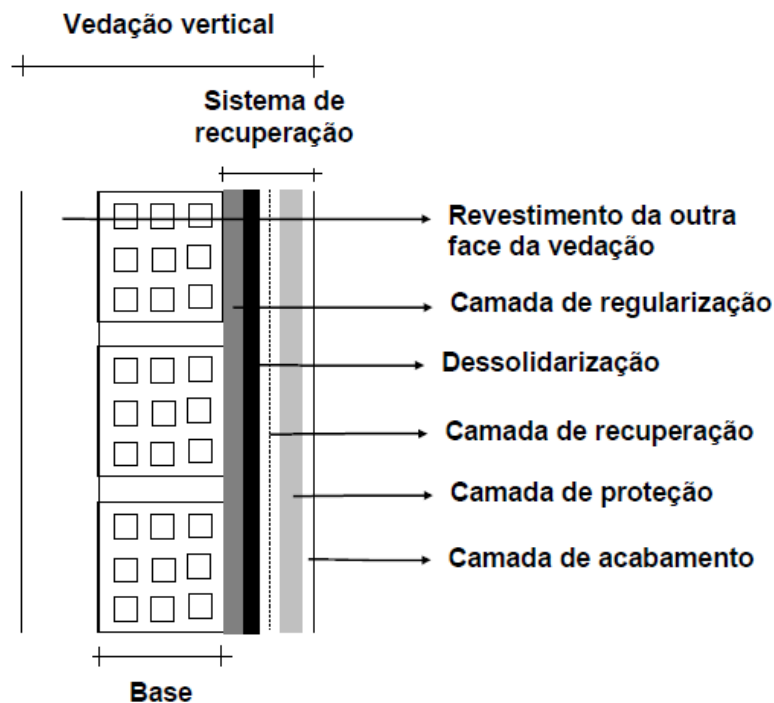 Vedação vertical
Sistema de
recuperação
Revestimento da outra
face da vedação
Camada de regularização
Dessolidarização
Camada de recuperação
Camada de proteção
Camada de acabamento
Base